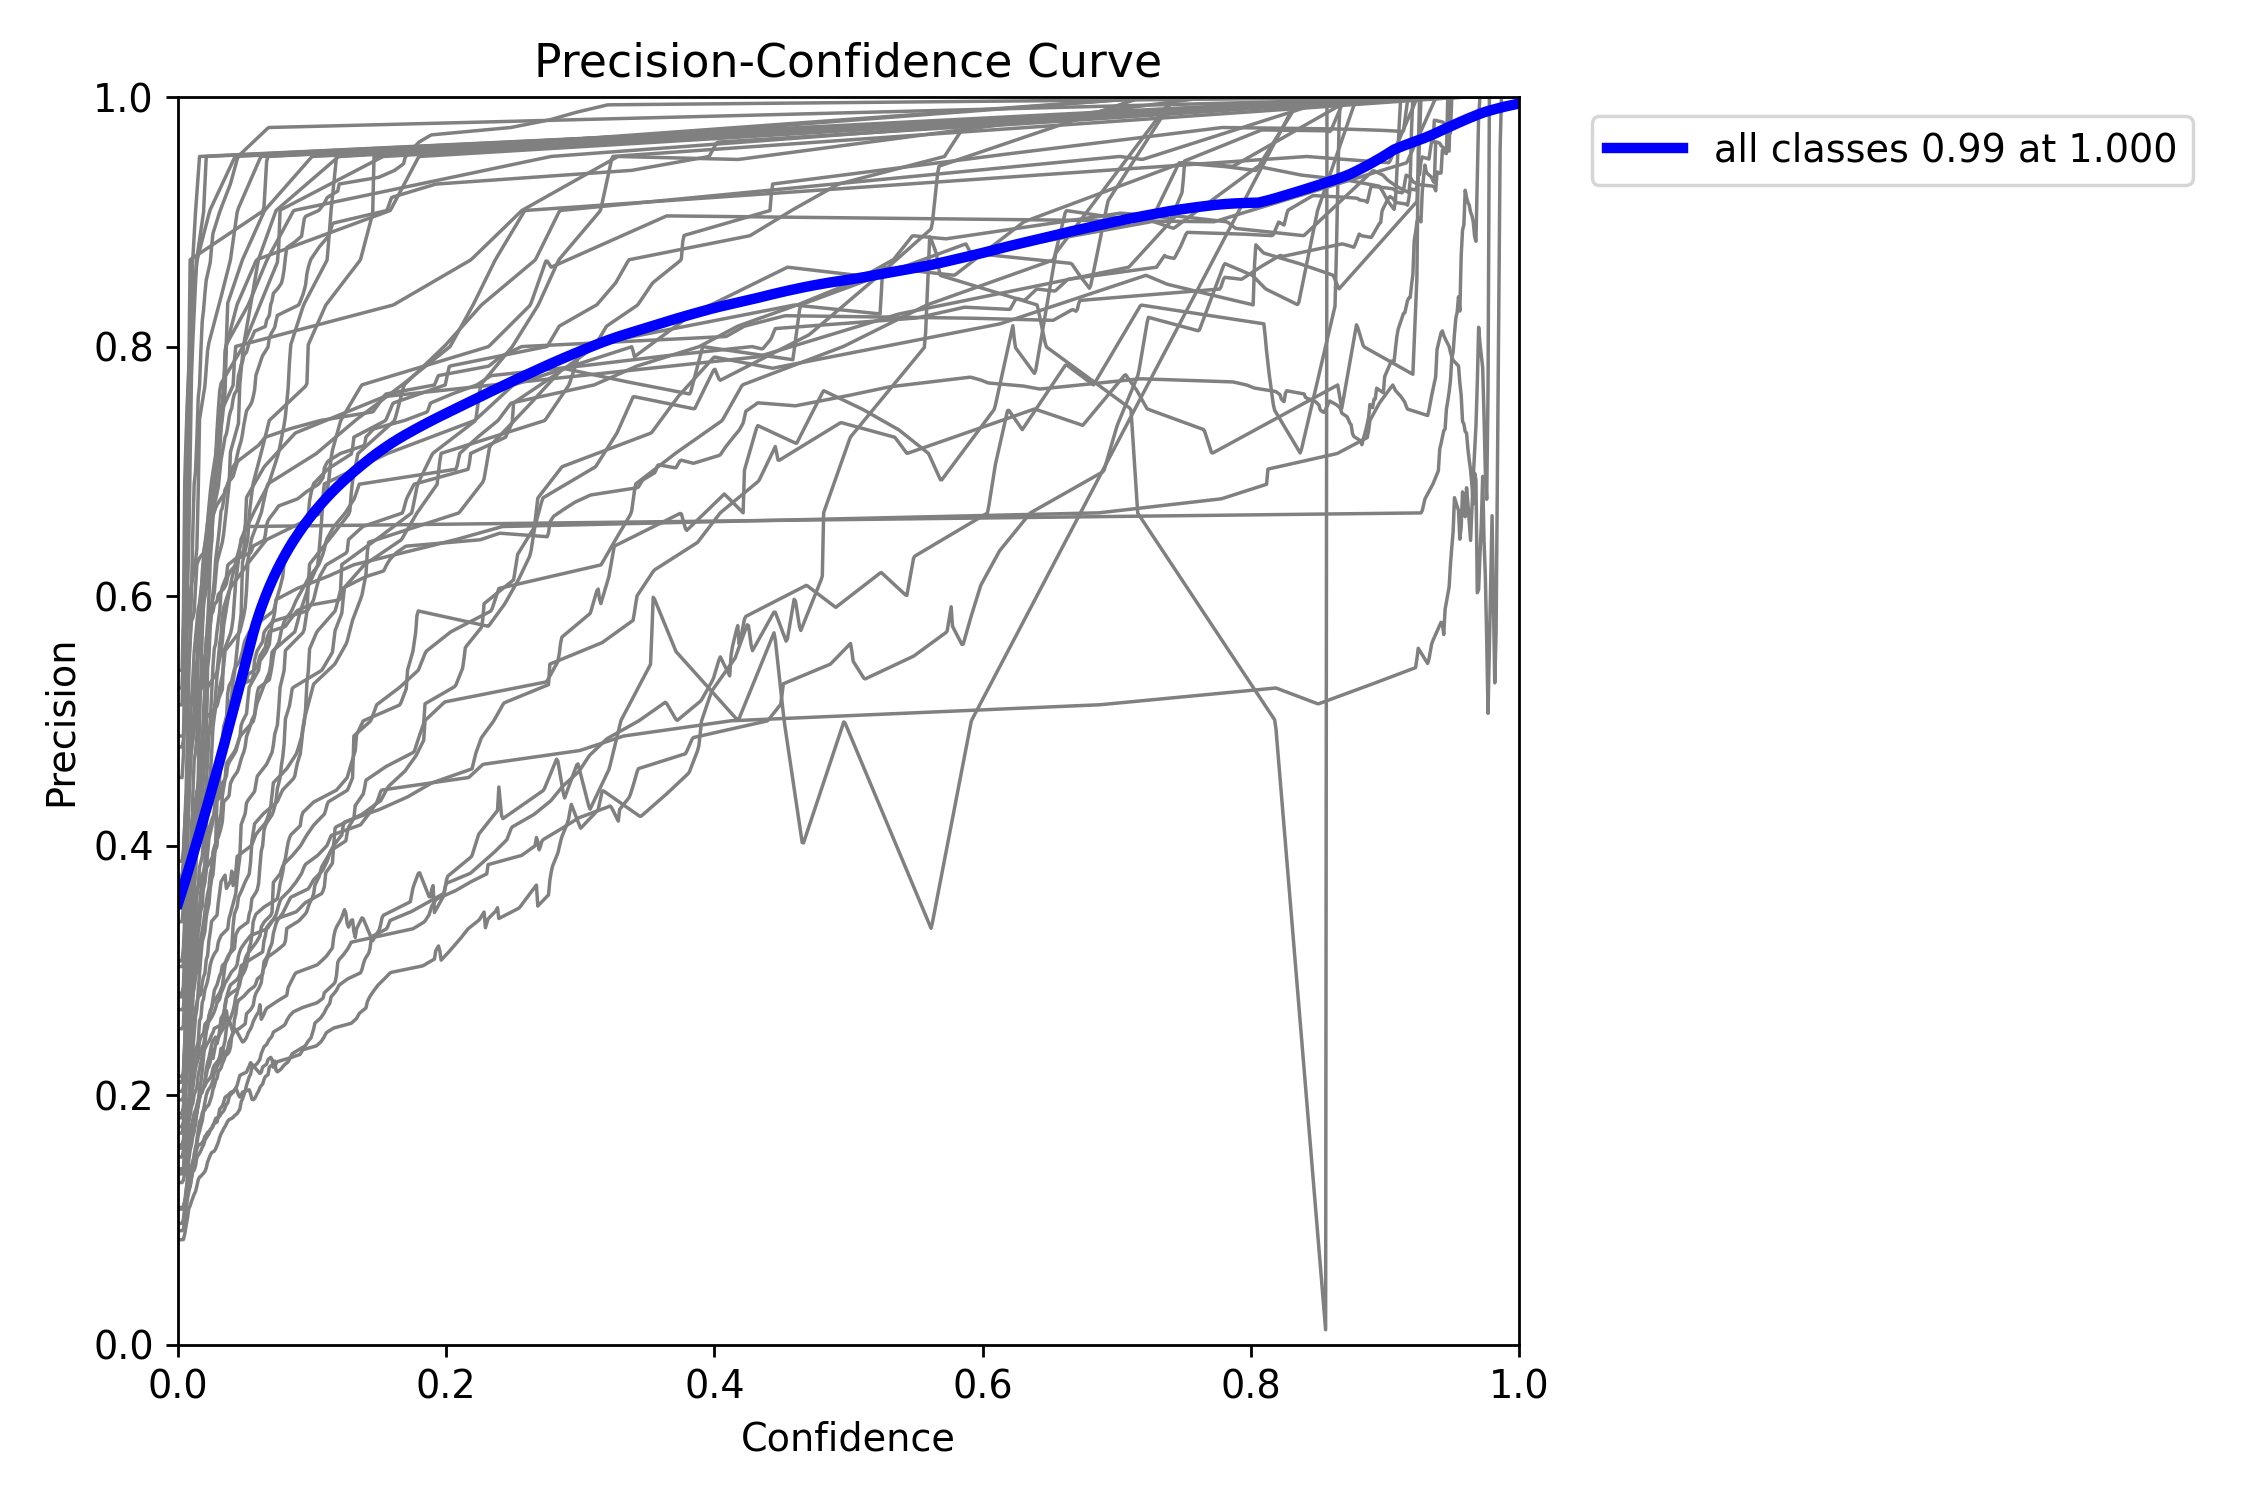 Precision-Confidence Curve
all classes 0.99 at 1.000
1.0
0.8
0.6
0.4
0.2
0.0
Precision
0.0 0.2 0.4 0.6 0.8 1.0
Confidence